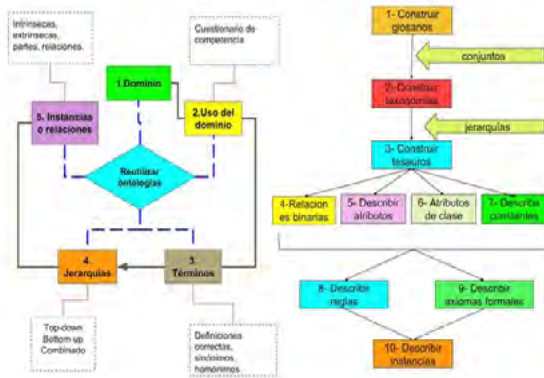 Intrínsecas,
extrínsecas,
partes, relaciones.
Cuestionario de
competencia
1.Dominio
2.Uso del
dominio
5. Instancias
o relaciones
Reutilizar
ontologías
4.
Jerarquías
3.
Términos
Top-down
Bottom-up
Combinado
Definiciones
correctas,
sinónimos,
homónimos
1- Construir
glosarios
conjuntos
2- Construir
taxonomías
jerarquías
3- Construir
tesauros
4-Relacion
es binarias
5- Describir
atributos
6- Atributos
de clase
7- Describir
constantes
8- Describir
reglas
9- Describir
axiomas formales
10- Describir
instancias